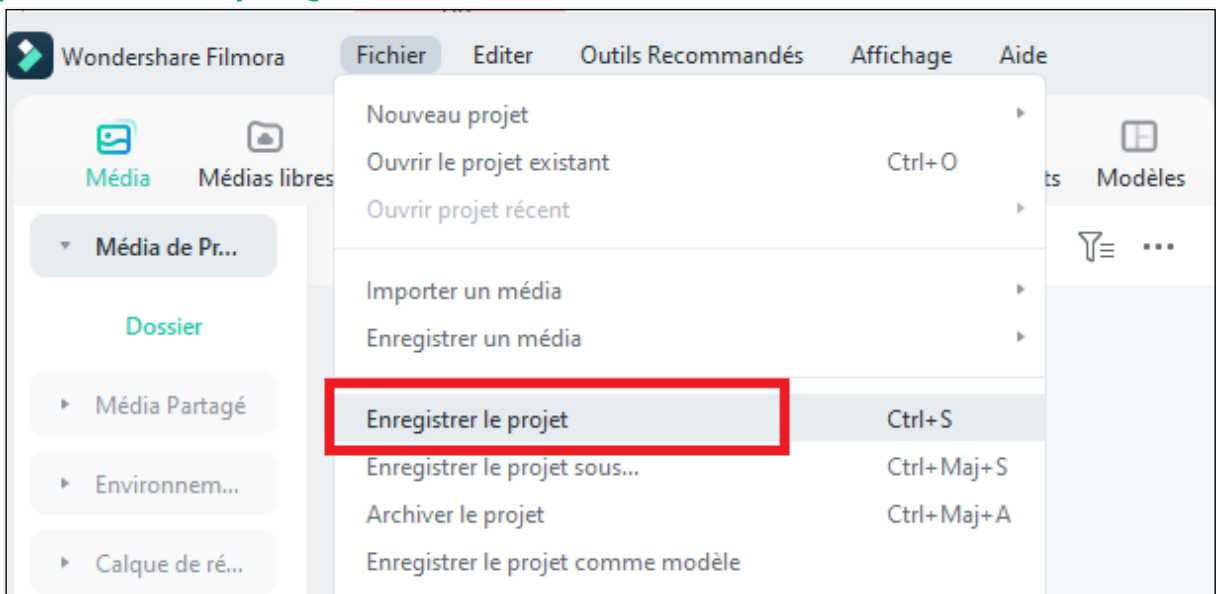 Wondershare Filmora Fichier Editer Outils Recommandés Affichage Aide
Nouveau projet
Média Médias libres Ouvrir le projet existant Ctrl+O ts Modèles
Ouvrir projet récent
Média de Pr...
Importer un média
Dossier
Enregistrer un média
Média Partagé
Enregistrer le projet Ctrl+S
Enregistrer le projet sous... Ctrl+Maj+S
Environnem...
Archiver le projet Ctrl+Maj+A
Calque de ré... Enregistrer le projet comme modèle